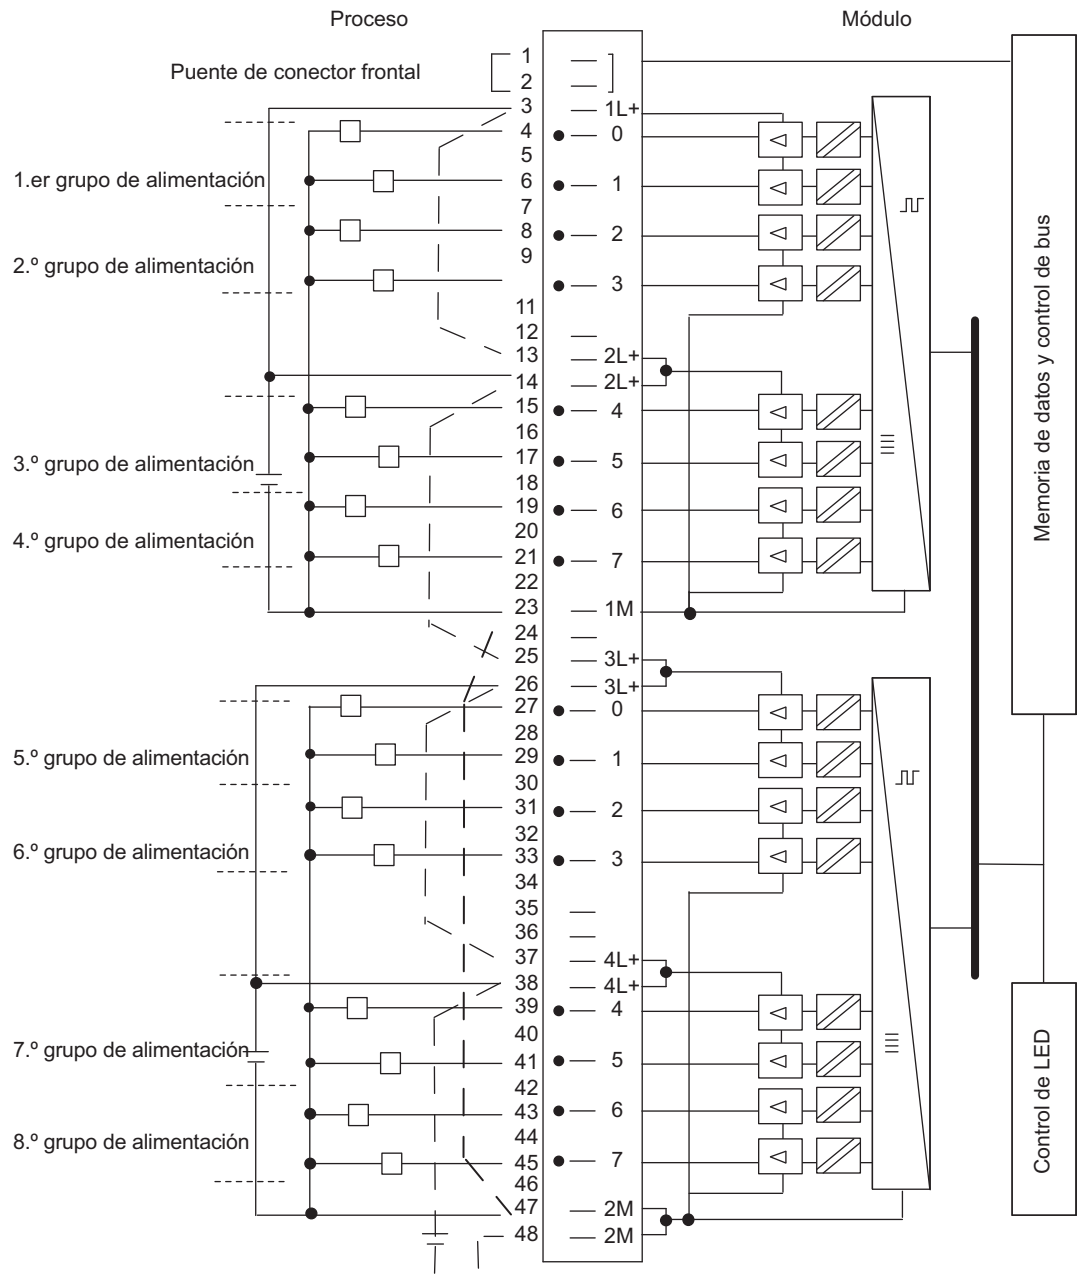 Proceso
Módulo
Puente de conector frontal
1
2
3 1L+
4 0
5
1.er grupo de alimentación
6 1
7
8 2
9
2.º grupo de alimentación
3
11
12
13 2L+
14 2L+
15 4
16
17 5
3.º grupo de alimentación
18
19 6
20
4.º grupo de alimentación
21 7
22
23 1M
24
25 3L+
26 3L+
27 0
28
29 1
5.º grupo de alimentación
30
31 2
32
33 3
6.º grupo de alimentación
34
35
36
37 4L+
38 4L+
39 4
40
7.º grupo de alimentación
41 5
42
43 6
44
8.º grupo de alimentación
45 7
46
47 2M
48 2M
Memoria de datos y control de bus
Control de LED